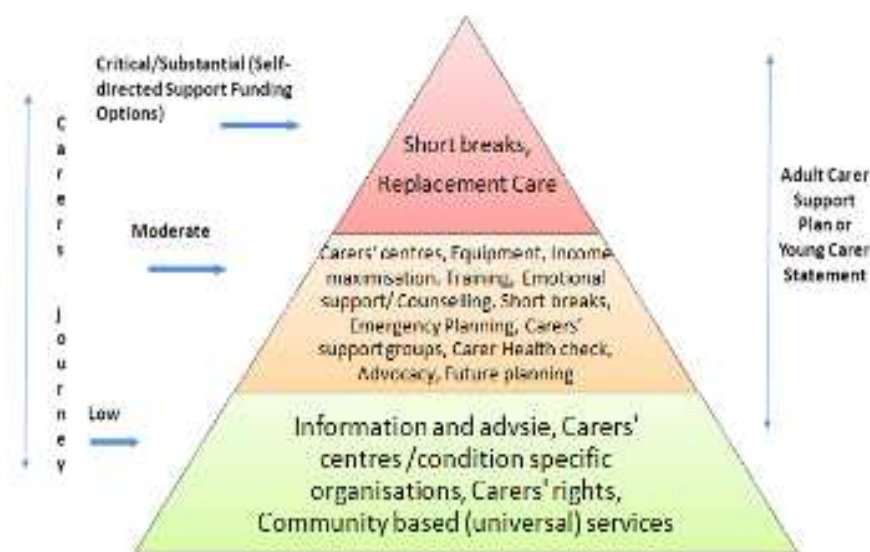 Critical/Substantial (Self-
directed Support Funding
Options)
Carers Journey
Short breaks,
Replacement Care
Adult Carer
Support
Plan or
Young Carer
Statement
Moderate
Carers' centres, Equipment, Income
maximisation, Training, Emotional
support/ Counselling, Short breaks,
Emergency Planning, Carers'
support groups, Carer Health check,
Advocacy, Future planning
Low
Information and advsie, Carers'
centres /condition specific
organisations, Carers' rights,
Community based (universal) services